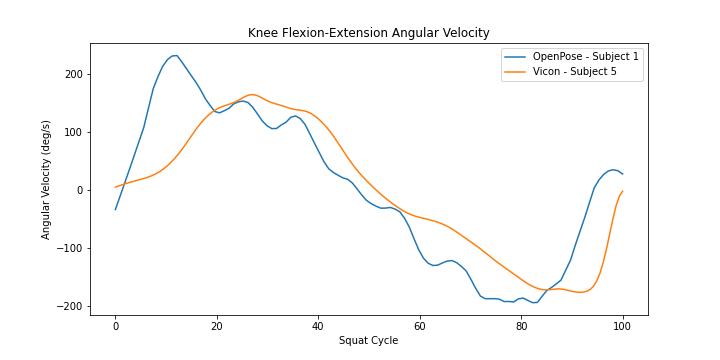 Knee Flexion-Extension Angular Velocity
OpenPose - Subject 1
Vicon - Subject 5
Angular Velocity (deg/s)
200
100
0
−100
−200
0 20 40 60 80 100
Squat Cycle